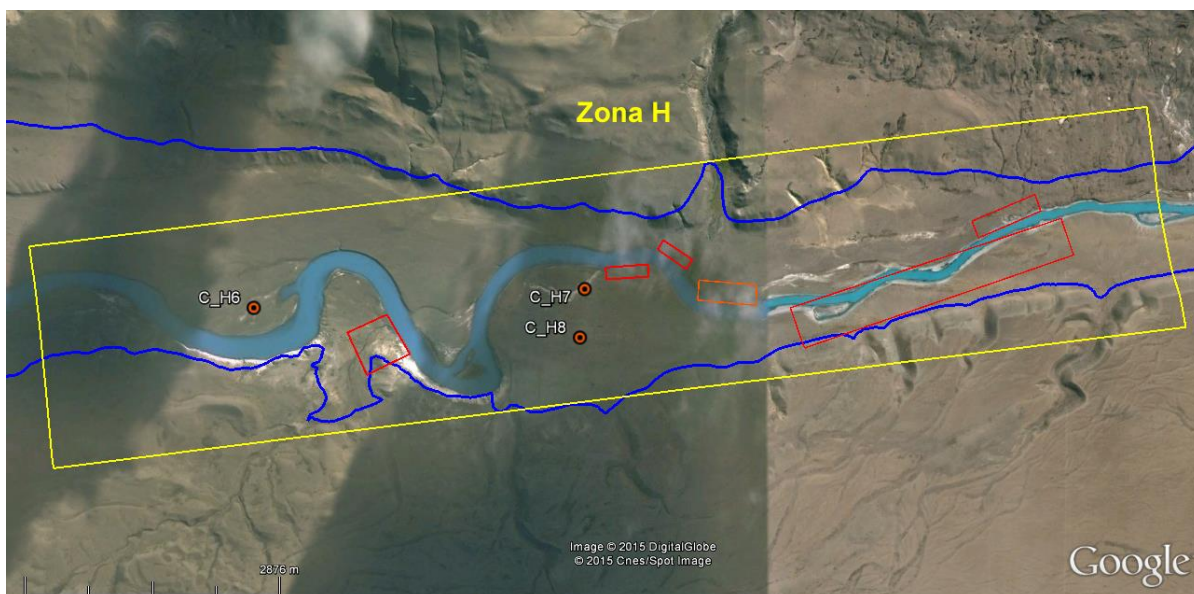 Zona H
C_H6
C_H7
C_H8
Image © 2015 DigitalGlobe
© 2015 Cnes/Spot Image
2876 m
Google